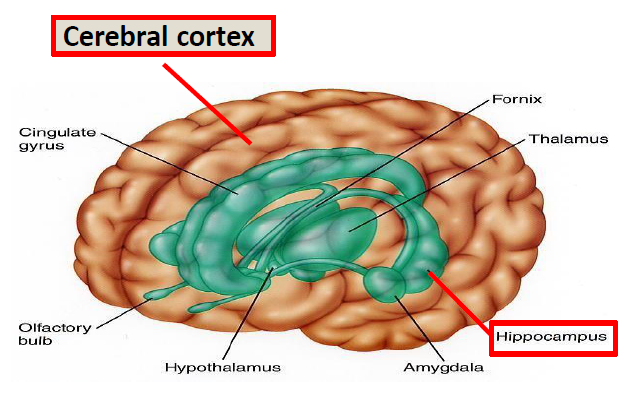 Cerebral cortex
Fornix
Cingulate
gyrus
Thalamus
Olfactory
bulb
Hippocampus
Hypothalamus
Amygdala